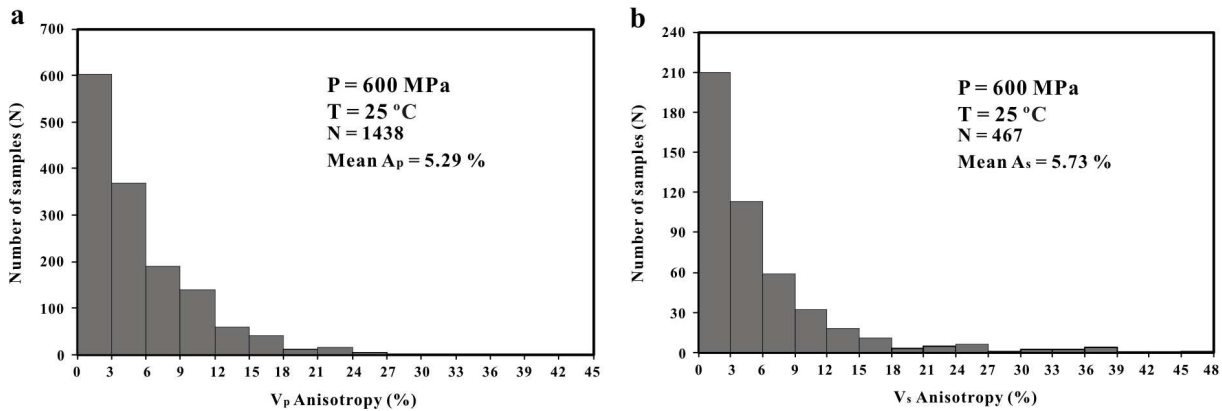 a
700
600
500
400
300
200
100
0
Number of samples (N)
P = 600 MPa
T = 25 ºC
N = 1438
Mean Ap = 5.29 %
0 3 6 9 12 15 18 21 24 27 30 33 36 39 42 45
Vp Anisotropy (%)
b
240
210
180
150
120
90
60
30
0
Number of samples (N)
P = 600 MPa
T = 25 ºC
N = 467
Mean As = 5.73 %
0 3 6 9 12 15 18 21 24 27 30 33 36 39 42 45 48
Vs Anisotropy (%)